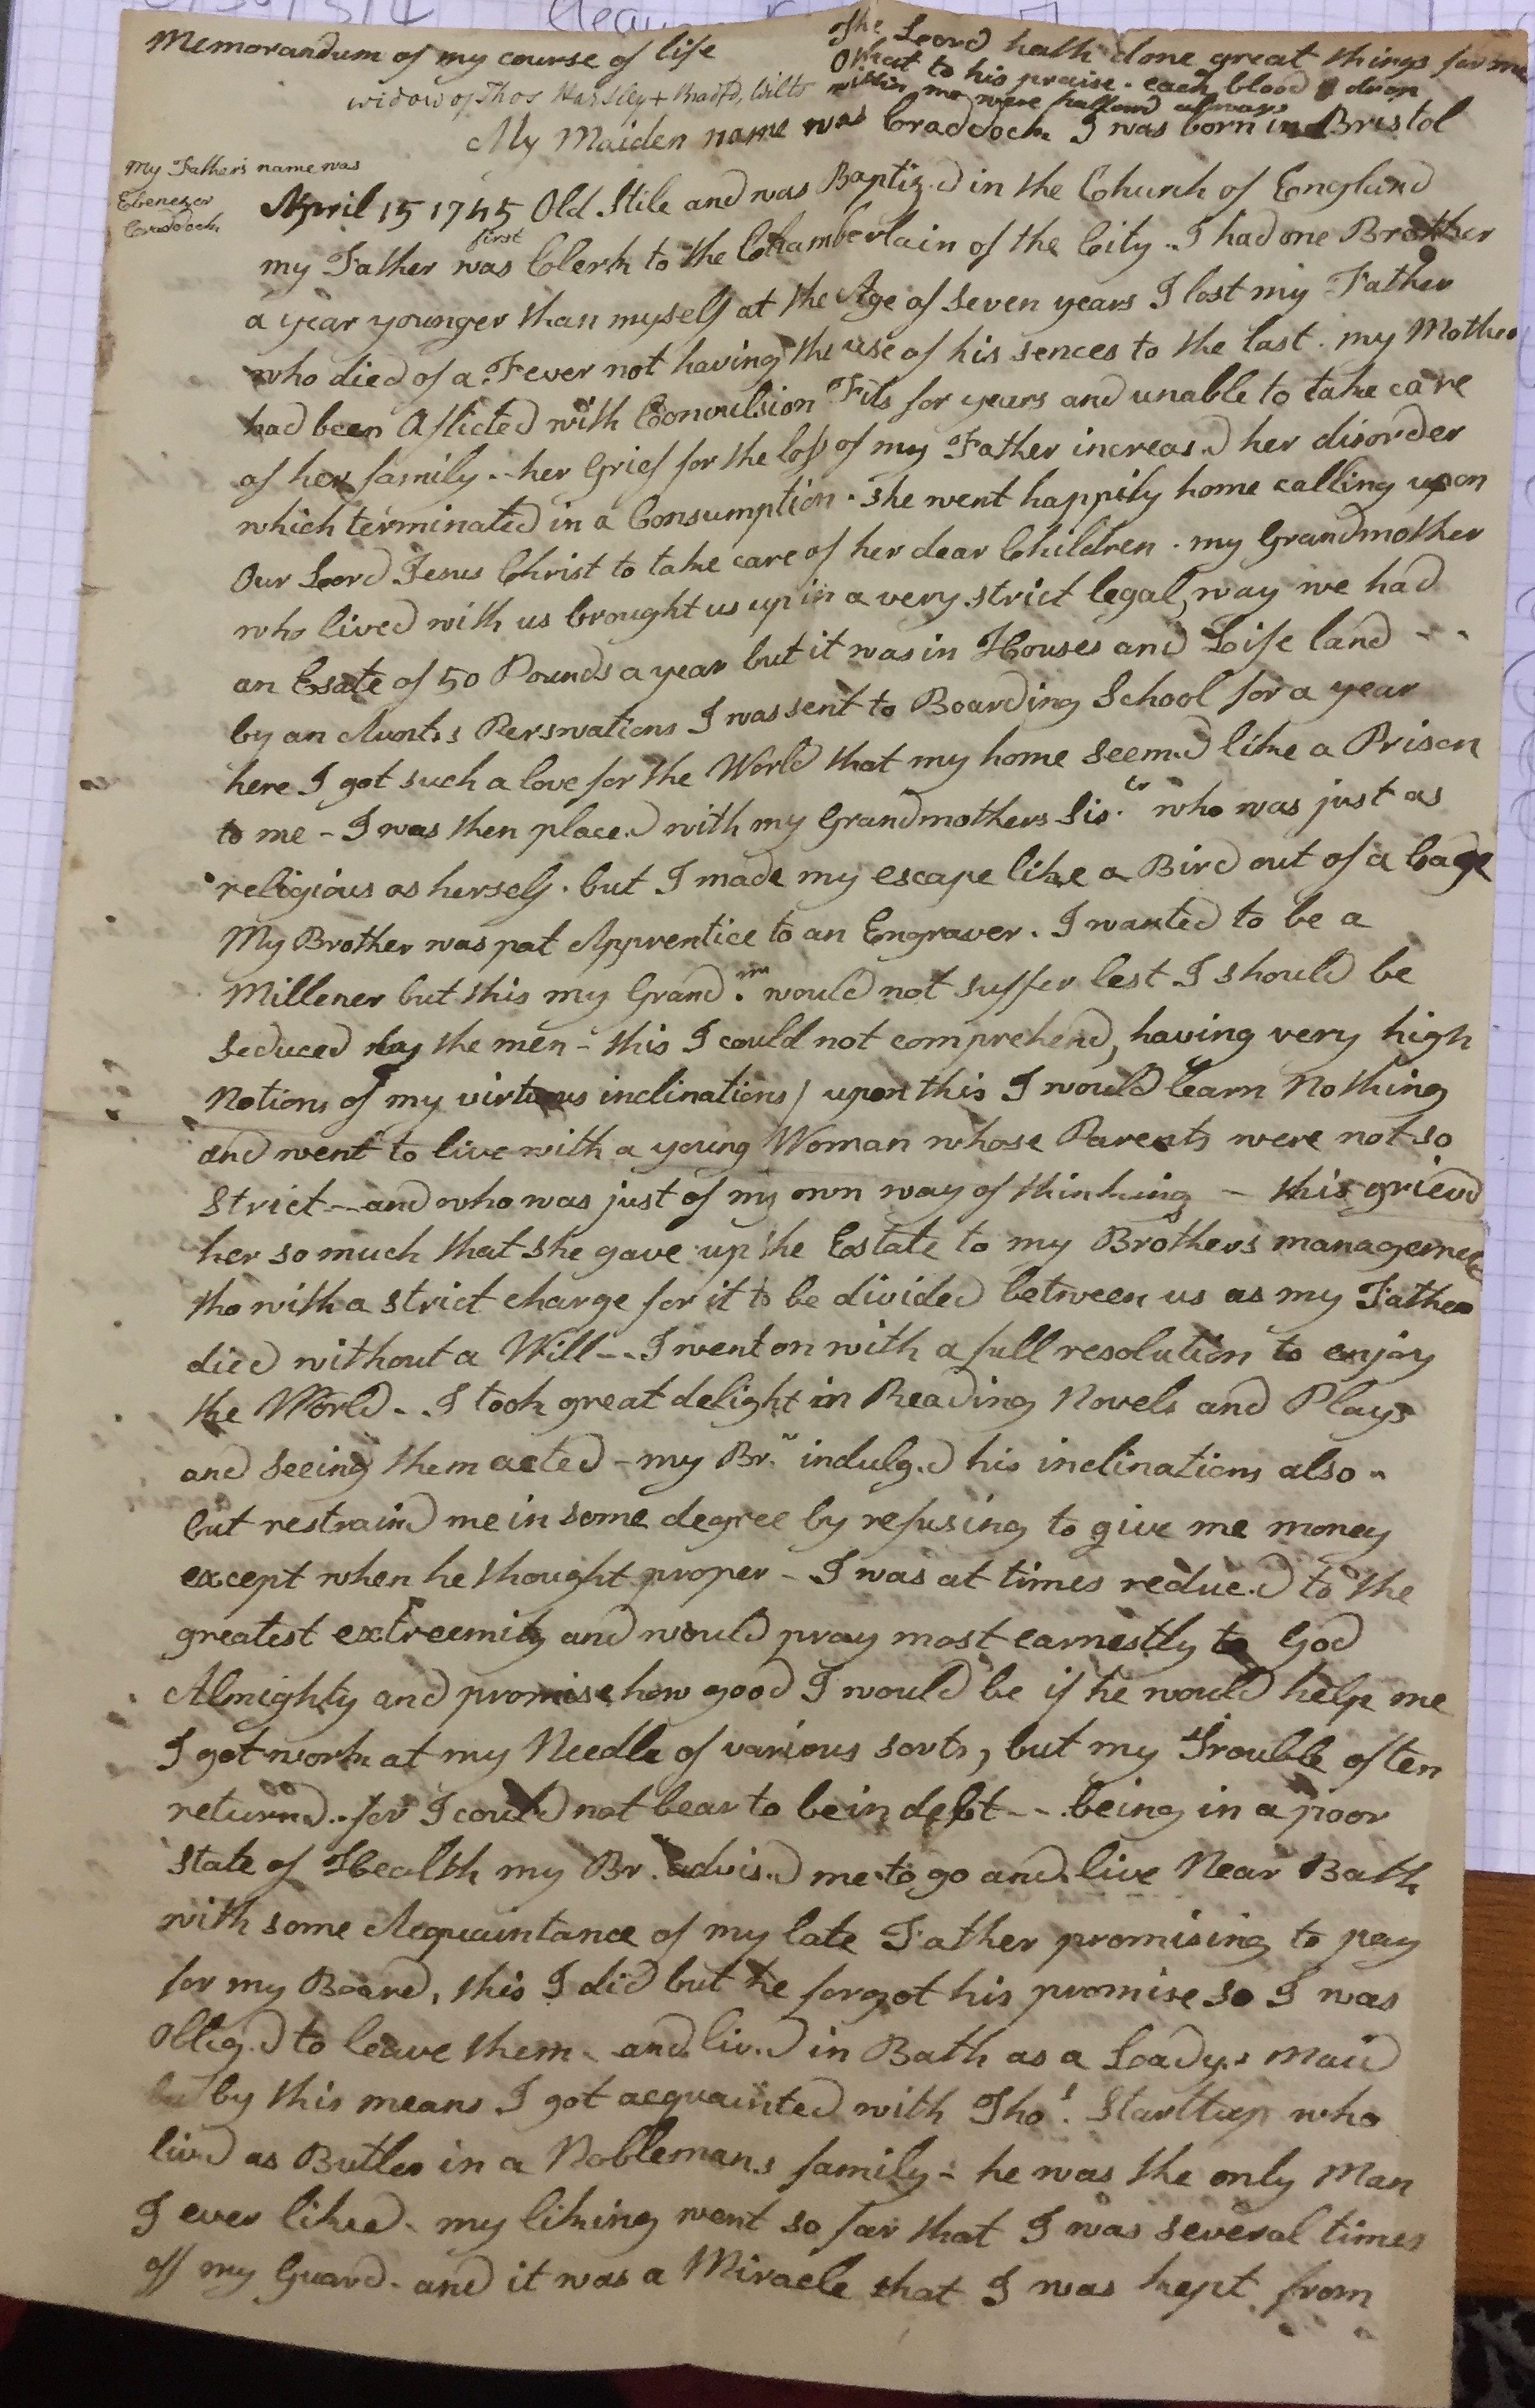 Memorandum of my course of life
The Lord hath done great things for me
O that to his praise. each blood drop
within me were
widow of Thos + Bradfd, Wilts
My Maiden name was Craddock I was born in Bristol
My Father's name was
Ebenezer
Craddock
April 15 1745 Old Stile and was Baptiz.d in the Church of England
my Father was first Clerk to the Chamberlain of the City.. I had one Brother
a year younger than myself at the Age of seven years I lost my Father
who died of a Fever not having the use of his sences to the last. my Mother
had been Aflicted with Convulsion Fits for years and unable to take care
of her family.. her Grief for the loss of my Father increas.d her disorder
which terminated in a Consumption. she went happily home calling upon
Our Lord Jesus Christ to take care of her dear Children. my Grandmother
who lived with us brought us up in a very strict legal way we had
an Esate of 50 Pounds a year but it was in Houses and Life land - -
by an Aunt.s Perswations I was sent to Boarding School for a year
here I got such a love for the World that my home seem.d like a Prison
to me - I was then place.d with my Grandmothers Sis.er who was just as
religious as herself. but I made my escape like a Bird out of a Cage
My Brother was put Apprentice to an Engraver. I wanted to be a
Millener but this my Grand.m would not suffer lest I should be
seduced by the men - this I could not comprehend, having very high
Notions of my virtuous inclinations / upon this I would learn Nothing
and went to live with a young Woman whose Parents were not so
strict -- and who was just of my own way of thinking - this griev'd
her so much that she gave up the Estate to my Brothers manageme
tho with a strict charge for it to be divided between us as my Father
died without a Will -- I went on with a full resolution to enjoy
the World - I took great delight in Reading Novels and Plays
and seeing them acted - my Br.r indulg.d his inclinations also -
but restrain'd me in some degree by refusing to give me money
except when he thought proper - I was at times reduc.d to the
greatest extreemity and would pray most earnestly to God
Almighty and promise how good I would be if he would help me
I got work at my Needle of various sorts, but my Trouble often
return'd.. for I could not bear to be in debt -- being in a poor
state of Health my Br. advis.d me to go and live Near Bath
with some Acquaintance of my late Father promising to pay
for my Board, this I did but he forgot his promise so I was
oblig.d to leave them - and liv.d in Bath as a Lady.s maid
by this means I got acquainted with Tho.s Starttup who
liv'd as Butler in a Nobleman.s family - he was the only Man
I ever liked. my liking went so far that I was several times
off my Guard. and it was a Miracle that I was kept from